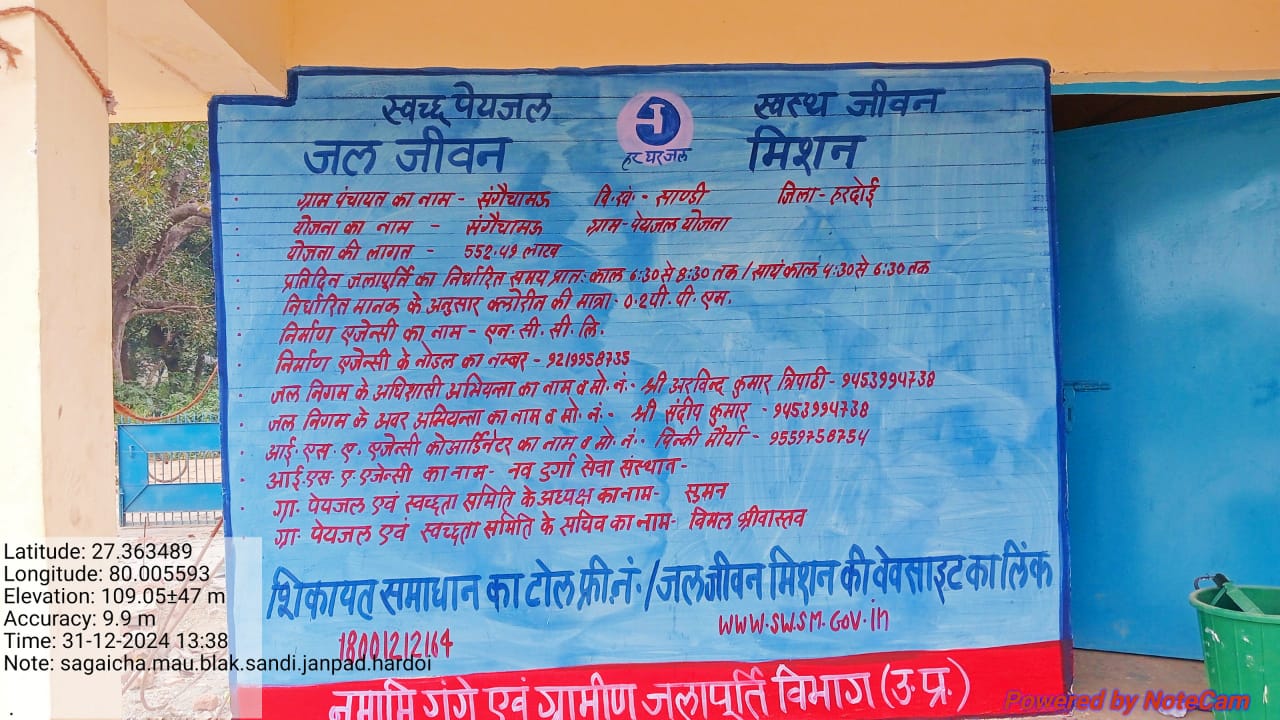 स्वच्छ पेयजल स्वस्थ जीवन
हर घर जल
जल जीवन मिशन
ग्राम पंचायत का नाम - संगैचामऊ वि.खं. - साण्डी जिला - हरदोई
योजना का नाम - संगैचामऊ ग्राम-पेयजल योजना
योजना की लागत - 552.49 लाख
प्रतिदिन जलापूर्ति का निर्धारित समय प्रातः काल 6:30 से 8:30 तक / सायं काल 4:30 से 6:30 तक
निर्धारित मानक के अनुसार क्लोरीन की मात्रा 0.2 पी. पी. एम.
निर्माण एजेन्सी का नाम - एन. सी. सी. लि.
निर्माण एजेन्सी के नोडल का नम्बर - 9219958735
जल निगम के अधिशासी अभियन्ता का नाम व मो. नं. - श्री अरविन्द कुमार त्रिपाठी - 9453994738
जल निगम के अवर अभियन्ता का नाम व मो. नं. - श्री संदीप कुमार - 9453994738
आई. एस. ए. एजेन्सी कोआर्डिनेटर का नाम व मो. नं. - पिन्की मौर्या - 9559758754
आई. एस. ए. एजेन्सी का नाम - नव दुर्गा सेवा संस्थान -
ग्रा. पेयजल एवं स्वच्छता समिति के अध्यक्ष का नाम - सुमन
ग्रा. पेयजल एवं स्वच्छता समिति के सचिव का नाम - विमल श्रीवास्तव
शिकायत समाधान का टोल फ्री नं. / जल जीवन मिशन की वेवसाइट का लिंक
18001212164 www.swsm.gov.in
नमामि गंगे एवं ग्रामीण जलापूर्ति विभाग (उ. प्र.)
Latitude: 27.363489
Longitude: 80.005593
Elevation: 109.05±47 m
Accuracy: 9.9 m
Time: 31-12-2024 13:38
Note: sagaicha.mau.blak.sandi.janpad.hardoi
Powered by NoteCam